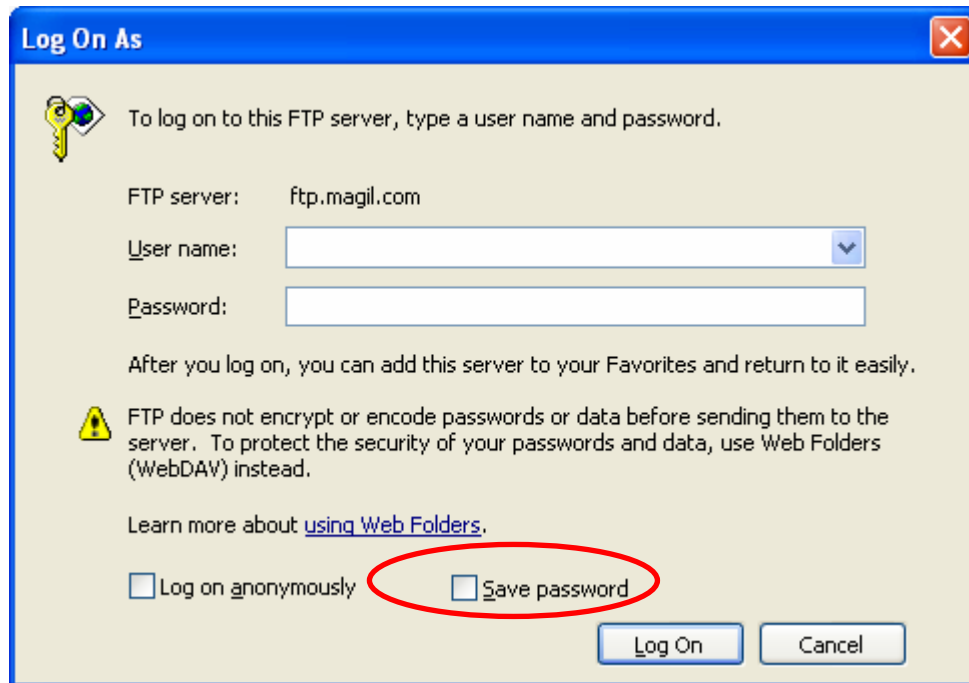 Log On As
To log on to this FTP server, type a user name and password.
FTP server: ftp.magil.com
User name:
Password:
After you log on, you can add this server to your Favorites and return to it easily.
FTP does not encrypt or encode passwords or data before sending them to the
server. To protect the security of your passwords and data, use Web Folders
(WebDAV) instead.
Learn more about using Web Folders.
Log on anonymously Save password
Log On Cancel